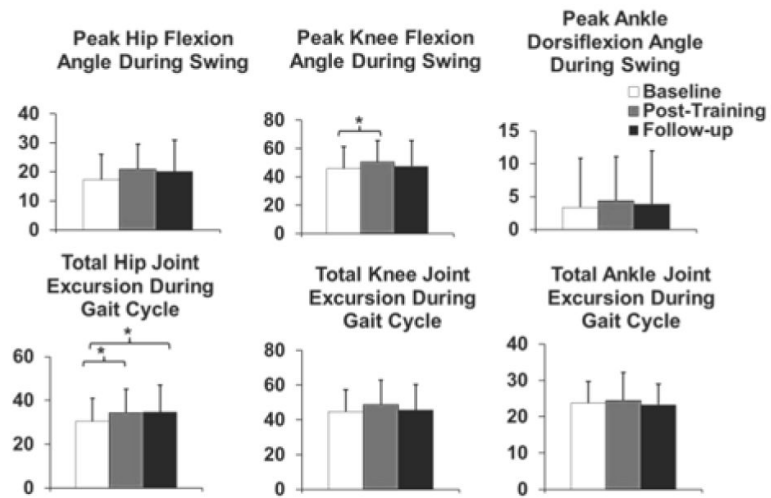 Peak Hip Flexion
Angle During Swing
40
30
20
10
0
Peak Knee Flexion
Angle During Swing
80
60
40
20
0
*
Peak Ankle
Dorsiflexion Angle
During Swing
Baseline
Post-Training
Follow-up
15
10
5
0
Total Hip Joint
Excursion During
Gait Cycle
60
40
20
0
*
*
Total Knee Joint
Excursion During
Gait Cycle
80
60
40
20
0
Total Ankle Joint
Excursion During
Gait Cycle
40
30
20
10
0